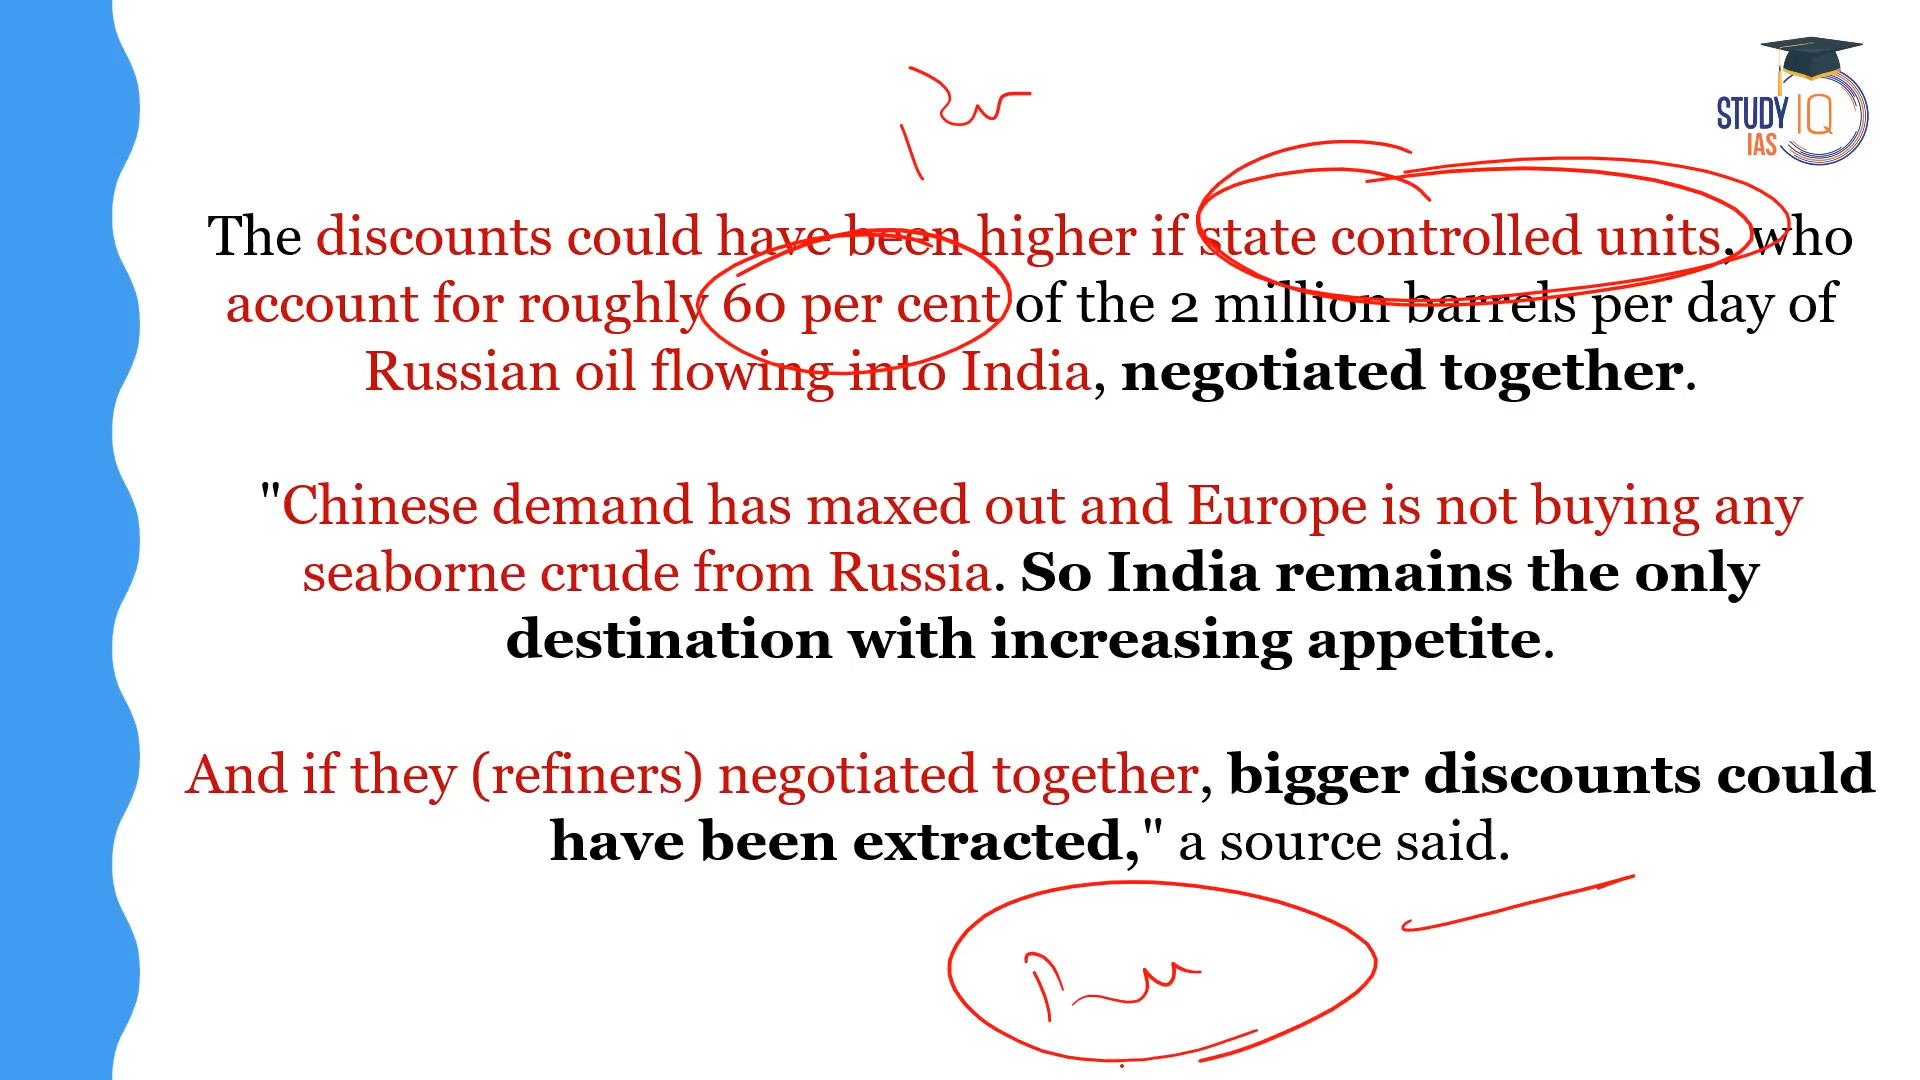 STUDY IQ
IAS
The discounts could have been higher if state controlled units, who
account for roughly 60 per cent of the 2 million barrels per day of
Russian oil flowing into India, negotiated together.
"Chinese demand has maxed out and Europe is not buying any
seaborne crude from Russia. So India remains the only
destination with increasing appetite.
And if they (refiners) negotiated together, bigger discounts could
have been extracted," a source said.